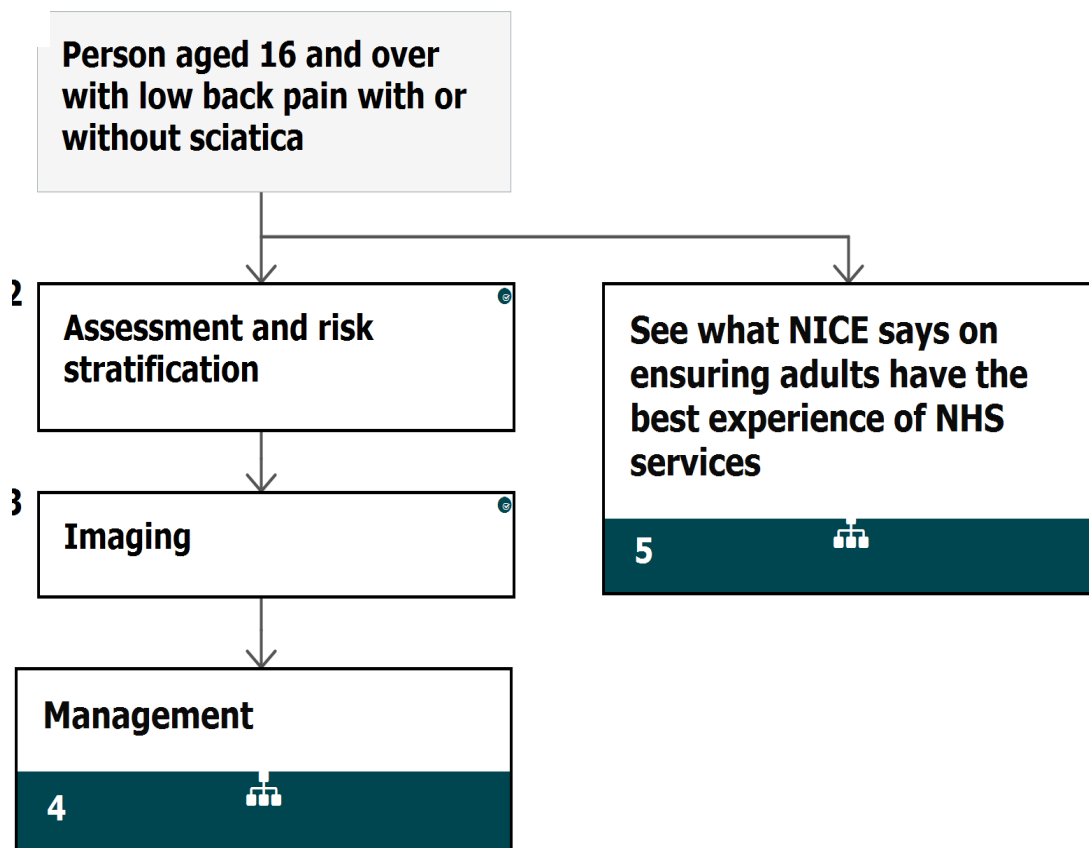 Person aged 16 and over
with low back pain with or
without sciatica
2
Assessment and risk
stratification
See what NICE says on
ensuring adults have the
best experience of NHS
services
5
3
Imaging
Management
4